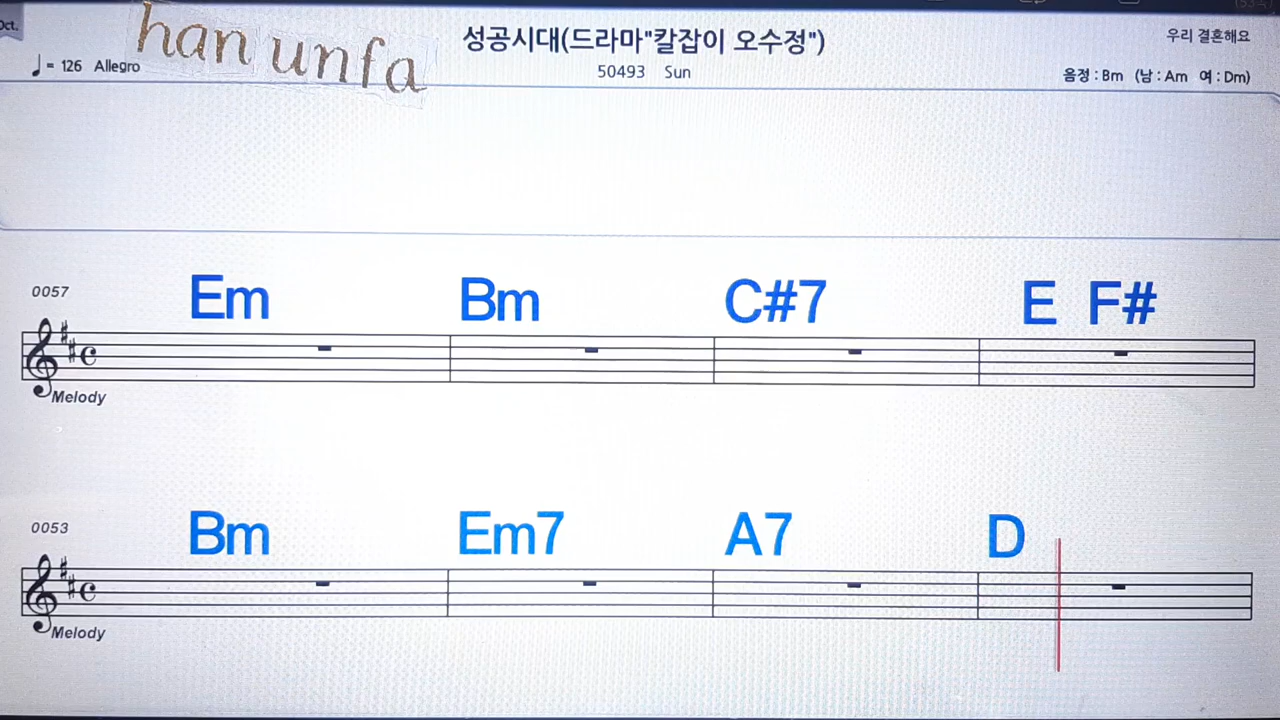 Oct.
han unfa
성공시대(드라마"칼잡이 오수정")
우리 결혼해요
♩= 126 Allegro
50493 Sun
음정 : Bm (남 : Am 여 : Dm)
0057
Em Bm C#7 E F#
Melody
0053
Bm Em7 A7 D
Melody